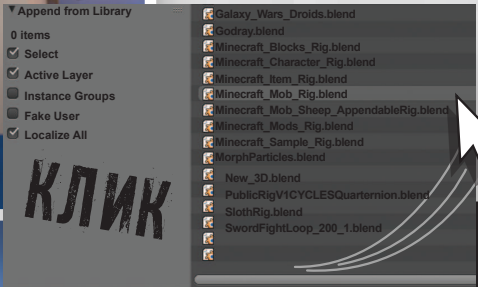 Append from Library
0 items
Select
Active Layer
Instance Groups
Fake User
Localize All
КЛИК
Galaxy_Wars_Droids.blend
Godray.blend
Minecraft_Blocks_Rig.blend
Minecraft_Character_Rig.blend
Minecraft_Item_Rig.blend
Minecraft_Mob_Rig.blend
Minecraft_Mob_Sheep_AppendableRig.blend
Minecraft_Mods_Rig.blend
Minecraft_Sample_Rig.blend
MorphParticles.blend
New_3D.blend
PublicRigV1CYCLESQuarternion.blend
SlothRig.blend
SwordFightLoop_200_1.blend